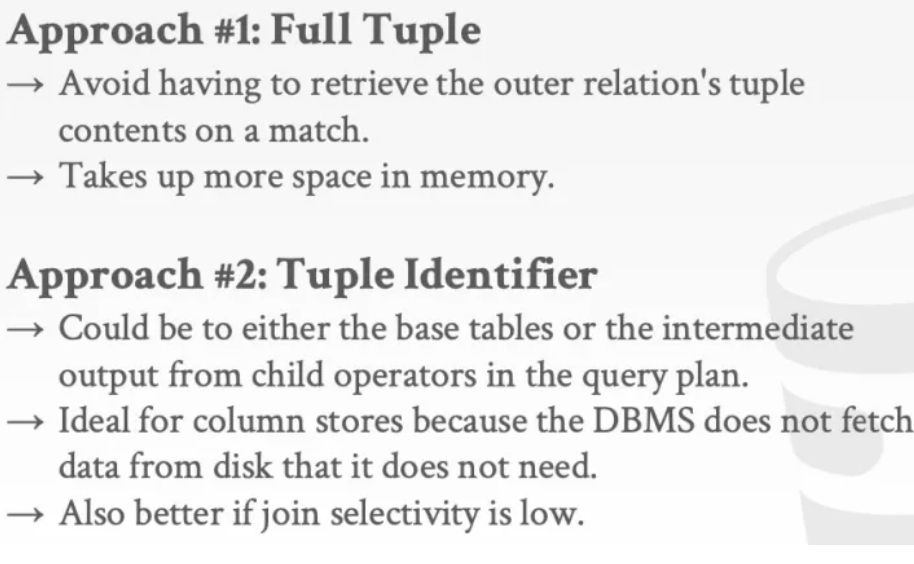 Approach #1: Full Tuple
→ Avoid having to retrieve the outer relation's tuple
contents on a match.
→ Takes up more space in memory.
Approach #2: Tuple Identifier
→ Could be to either the base tables or the intermediate
output from child operators in the query plan.
→ Ideal for column stores because the DBMS does not fetch
data from disk that it does not need.
→ Also better if join selectivity is low.